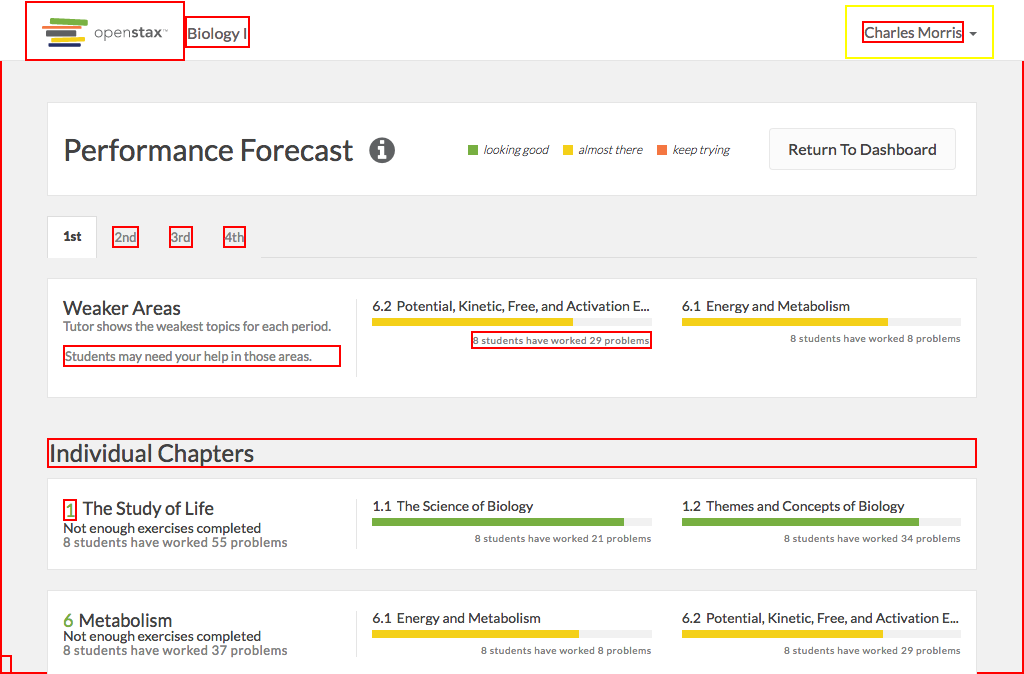 openstax™ Biology I Charles Morris
Performance Forecast looking good almost there keep trying Return To Dashboard
1st 2nd 3rd 4th
Weaker Areas
Tutor shows the weakest topics for each period.
Students may need your help in those areas.
6.2 Potential, Kinetic, Free, and Activation E...
8 students have worked 29 problems
6.1 Energy and Metabolism
8 students have worked 8 problems
Individual Chapters
1 The Study of Life
Not enough exercises completed
8 students have worked 55 problems
1.1 The Science of Biology
8 students have worked 21 problems
1.2 Themes and Concepts of Biology
8 students have worked 34 problems
6 Metabolism
Not enough exercises completed
8 students have worked 37 problems
6.1 Energy and Metabolism
8 students have worked 8 problems
6.2 Potential, Kinetic, Free, and Activation E...
8 students have worked 29 problems